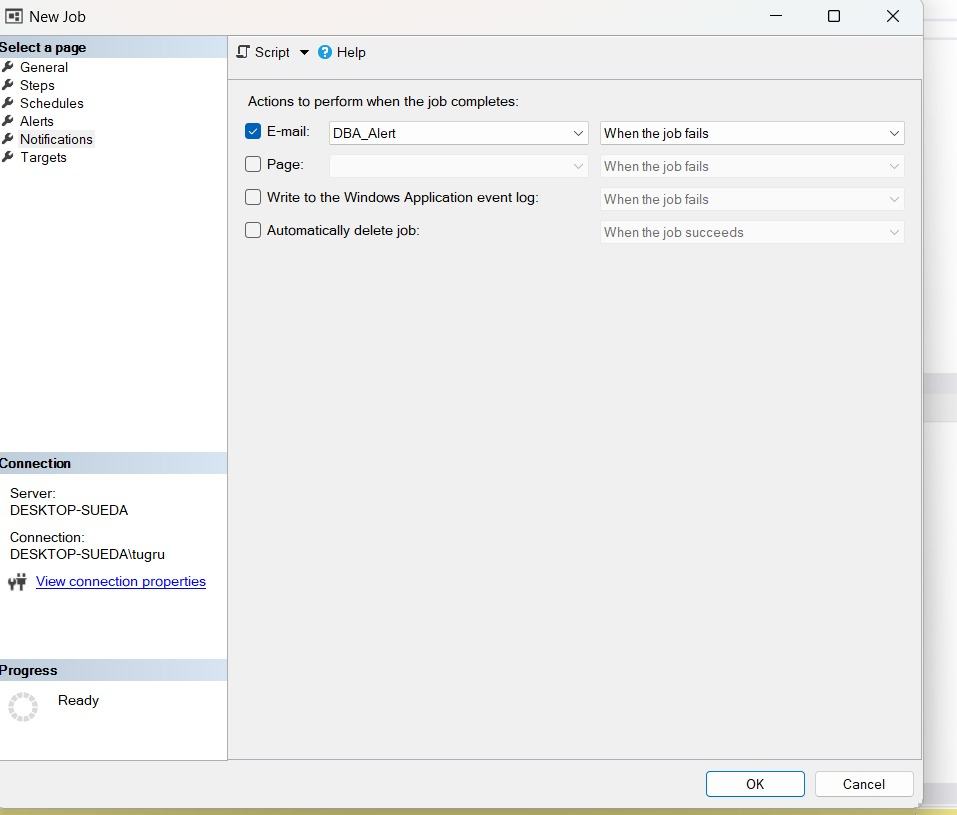 New Job
Select a page
General
Steps
Schedules
Alerts
Notifications
Targets
Script
Help
Actions to perform when the job completes:
E-mail: DBA_Alert When the job fails
Page: When the job fails
Write to the Windows Application event log: When the job fails
Automatically delete job: When the job succeeds
Connection
Server:
DESKTOP-SUEDA
Connection:
DESKTOP-SUEDA\tugru
View connection properties
Progress
Ready
OK Cancel